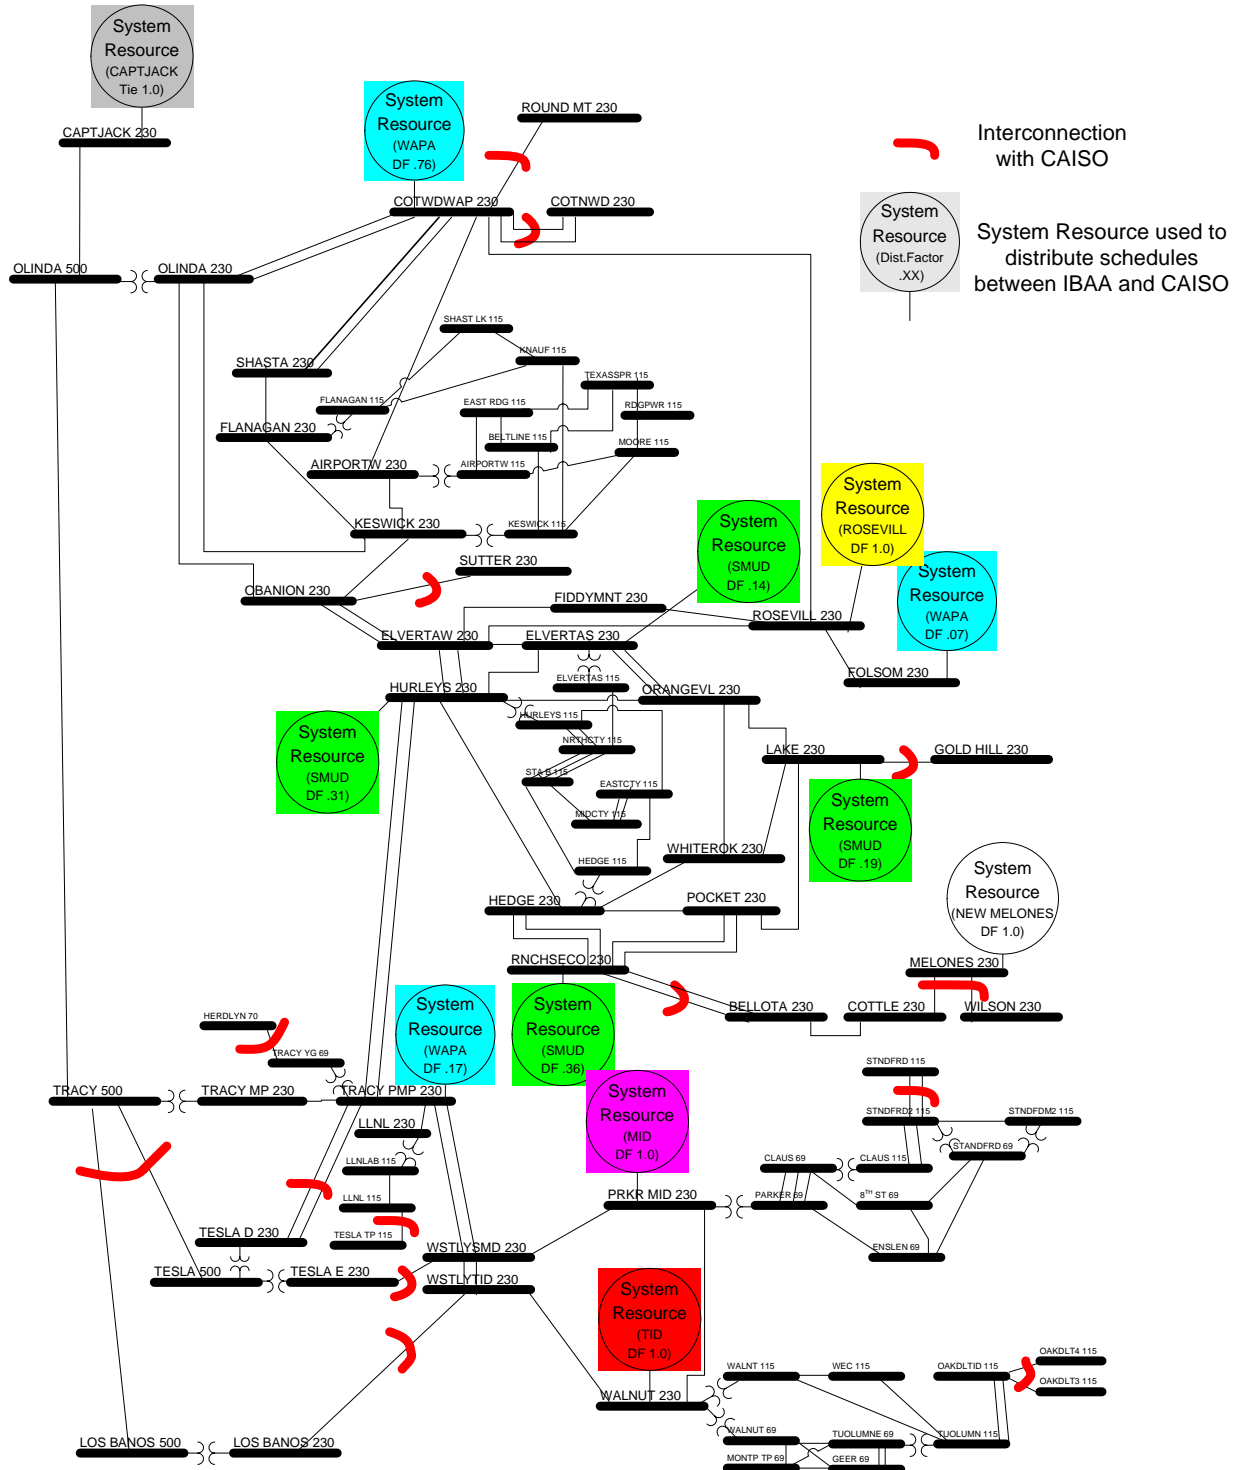 System
Resource
(CAPTJACK
Tie 1.0)
CAPTJACK 230
System
Resource
(WAPA
DF .76)
ROUND MT 230
Interconnection
with CAISO
COTWDWAP 230
COTNWD 230
System
Resource
(Dist.Factor
.XX)
System Resource used to
distribute schedules
between IBAA and CAISO
OLINDA 500
OLINDA 230
SHAST LK 115
KNAUF 115
SHASTA 230
TEXASSPR 115
FLANAGAN 115
EAST RDG 115
RDGPWR 115
FLANAGAN 230
BELTLINE 115
MOORE 115
AIRPORTW 230
AIRPORTW 115
System
Resource
(ROSEVILL
DF 1.0)
System
Resource
(SMUD
DF .14)
KESWICK 230
KESWICK 115
SUTTER 230
System
Resource
(WAPA
DF .07)
OBANION 230
FIDDYMNT 230
ROSEVILL 230
ELVERTAW 230
ELVERTAS 230
FOLSOM 230
ELVERTAS 115
HURLEYS 230
ORANGEVL 230
System
Resource
(SMUD
DF .31)
HURLEYS 115
NRTHCTY 115
LAKE 230
GOLD HILL 230
STA B 115
EASTCTY 115
MIDCTY 115
System
Resource
(SMUD
DF .19)
WHITEROK 230
HEDGE 115
System
Resource
(NEW MELONES
DF 1.0)
HEDGE 230
POCKET 230
RNCHSECO 230
MELONES 230
System
Resource
(WAPA
DF .17)
System
Resource
(SMUD
DF .36)
BELLOTA 230
COTTLE 230
WILSON 230
HERDLYN 70
TRACY YG 69
STNDFRD 115
TRACY 500
TRACY MP 230
TRACY PMP 230
System
Resource
(MID
DF 1.0)
LLNL 230
STNDFRD2 115
STNDFDM2 115
STANDFRD 69
LLNLAB 115
CLAUS 69
CLAUS 115
LLNL 115
PRKR MID 230
PARKER 69
8TH ST 69
TESLA D 230
TESLA TP 115
ENSLEN 69
WSTLYSMD 230
TESLA 500
TESLA E 230
WSTLYTID 230
System
Resource
(TID
DF 1.0)
WALNT 115
WEC 115
OAKDLTID 115
OAKDLT4 115
OAKDLT3 115
WALNUT 230
WALNUT 69
TUOLUMNE 69
TUOLUMN 115
LOS BANOS 500
LOS BANOS 230
MONTP TP 69
GEER 69